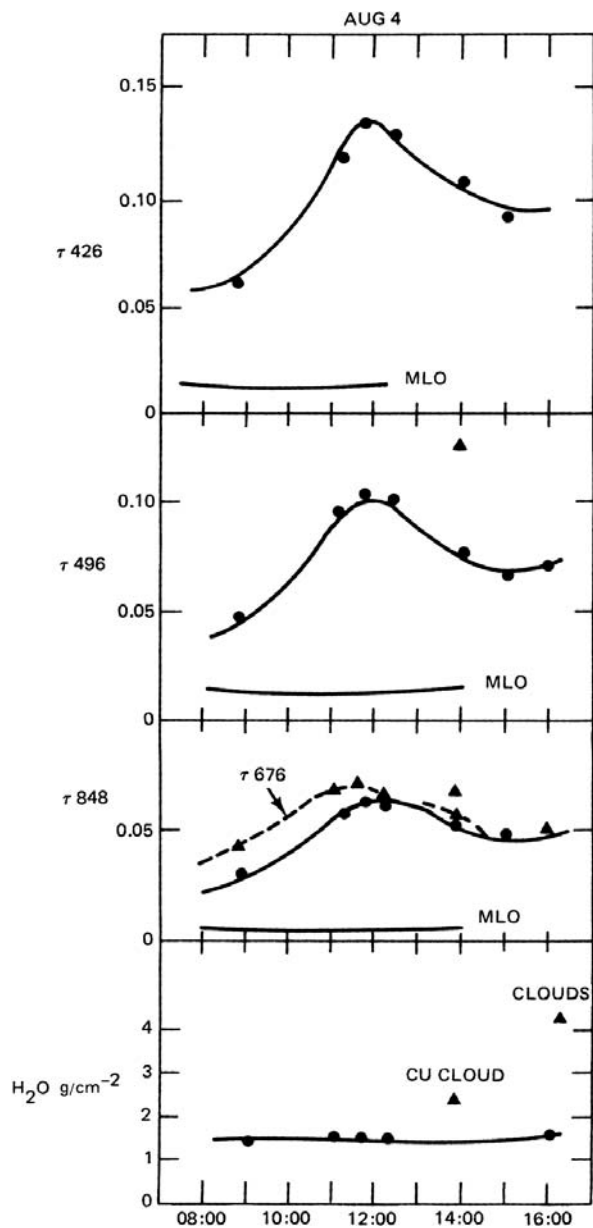 AUG 4
0.15
0.10
τ 426
0.05
MLO
0
0.10
τ 496
0.05
MLO
0
τ 676
τ 848
0.05
MLO
0
CLOUDS
4
3
CU CLOUD
H₂O g/cm⁻²
2
1
0
08:00 10:00 12:00 14:00 16:00